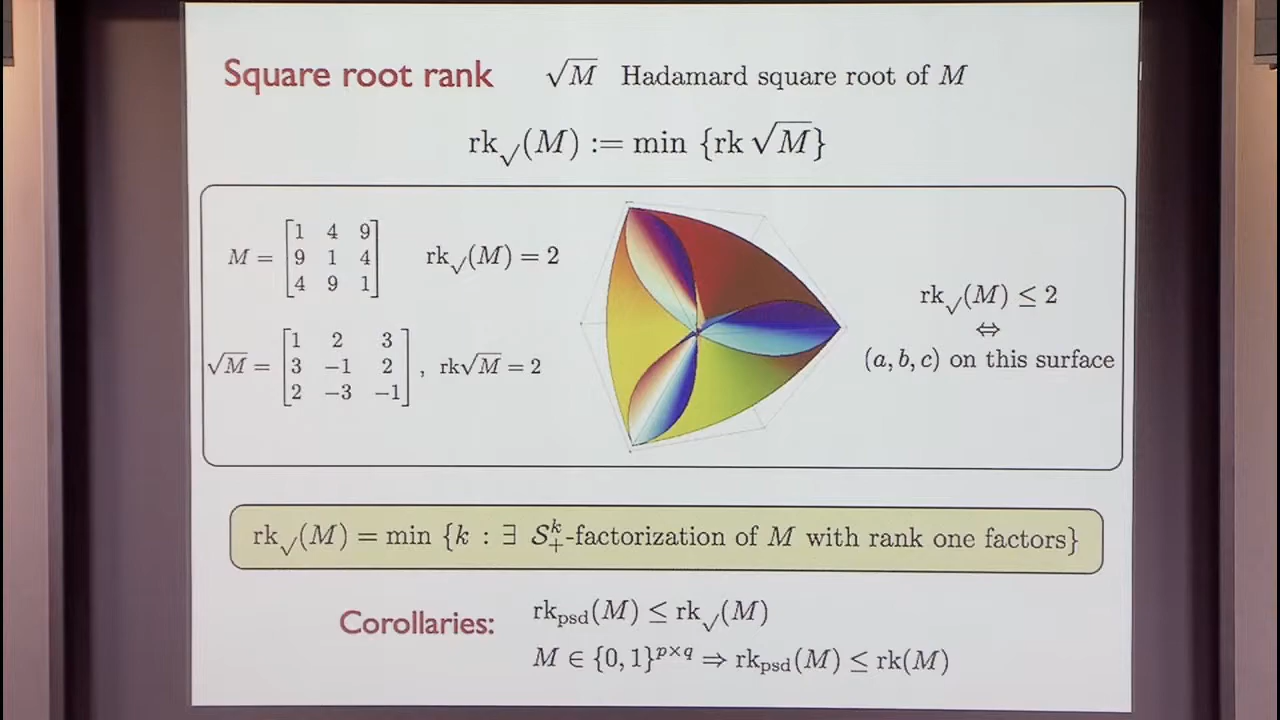 Square root rank √M Hadamard square root of M
rk√(M) := min {rk √M}
M = [1 4 9
9 1 4
4 9 1] rk√(M) = 2
√M = [1 2 3
3 −1 2
2 −3 −1] , rk√M = 2
rk√(M) ≤ 2
⇔
(a, b, c) on this surface
rk√(M) = min {k : ∃ 𝒮₊ᵏ-factorization of M with rank one factors}
Corollaries: rk_psd(M) ≤ rk√(M)
M ∈ {0, 1}^{p×q} ⇒ rk_psd(M) ≤ rk(M)